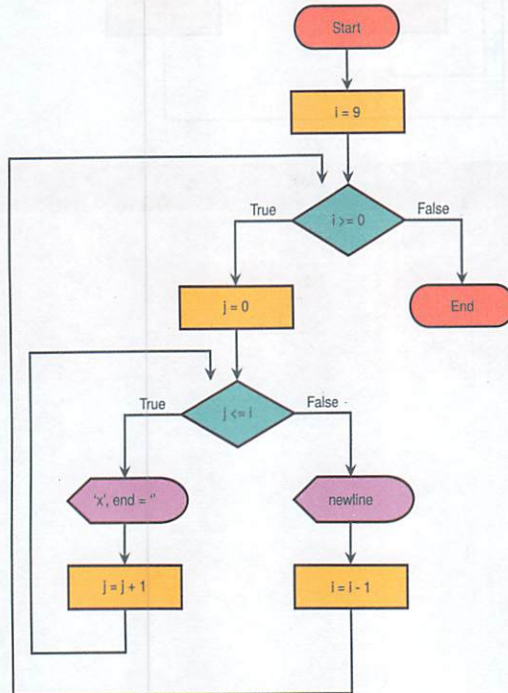 Start
i = 9
i >= 0
True
False
j = 0
End
j <= i
True
False
'x', end = ''
newline
j = j + 1
i = i - 1